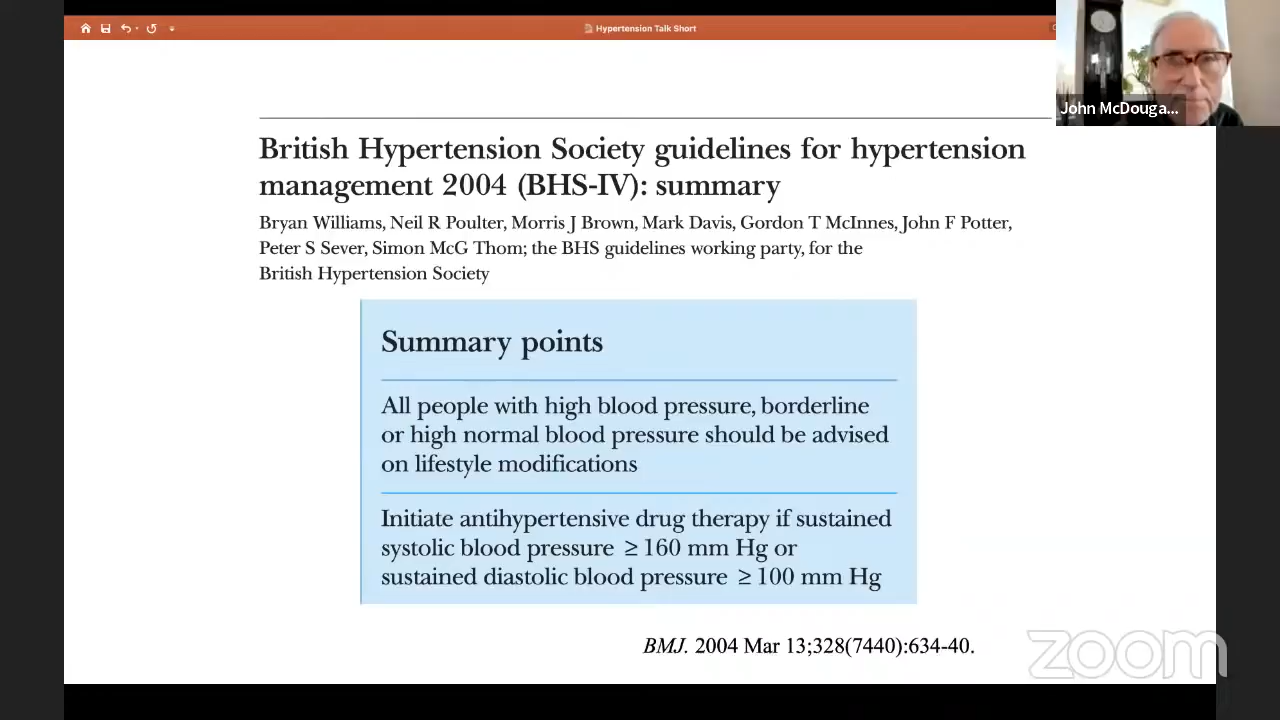 Hypertension Talk Short
John McDouga...
British Hypertension Society guidelines for hypertension
management 2004 (BHS-IV): summary
Bryan Williams, Neil R Poulter, Morris J Brown, Mark Davis, Gordon T McInnes, John F Potter,
Peter S Sever, Simon McG Thom; the BHS guidelines working party, for the
British Hypertension Society
Summary points
All people with high blood pressure, borderline
or high normal blood pressure should be advised
on lifestyle modifications
Initiate antihypertensive drug therapy if sustained
systolic blood pressure ≥ 160 mm Hg or
sustained diastolic blood pressure ≥ 100 mm Hg
BMJ. 2004 Mar 13;328(7440):634-40.
zoom